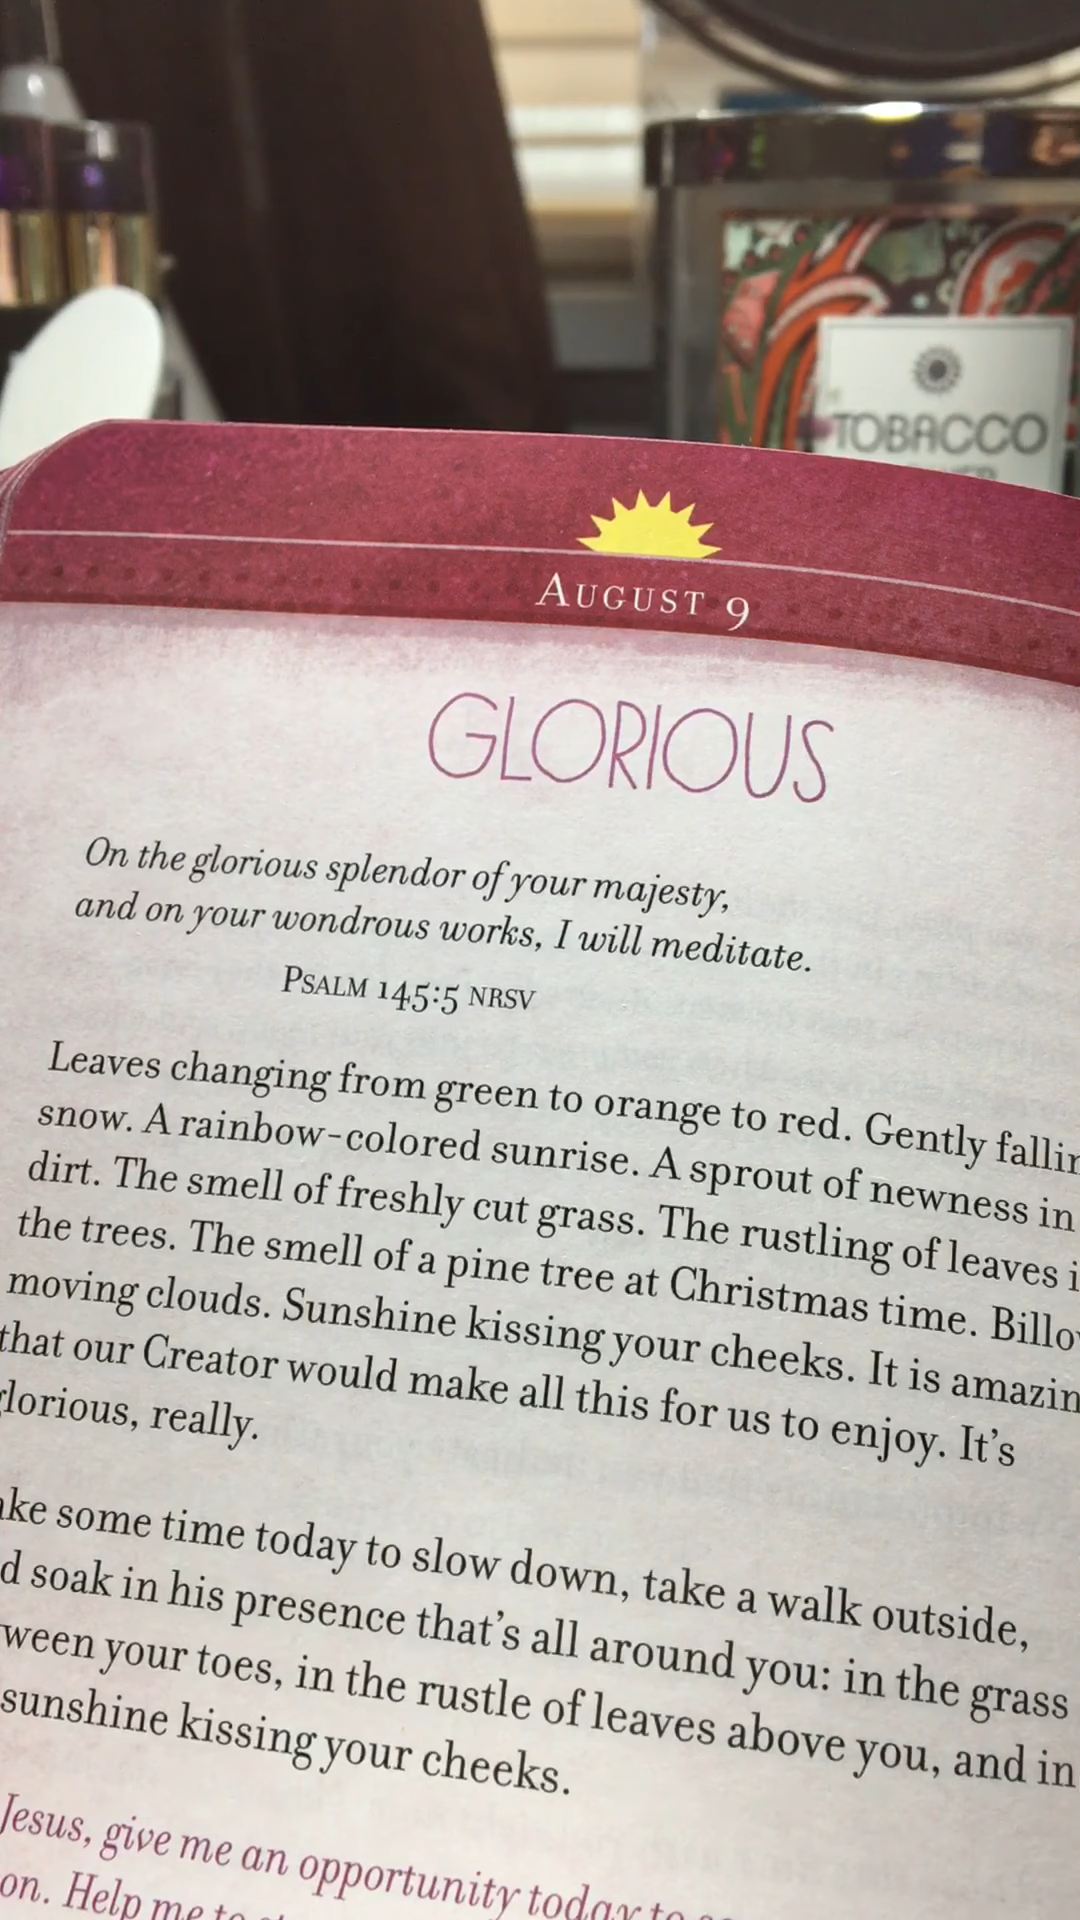 TOBACCO
AUGUST 9
GLORIOUS
On the glorious splendor of your majesty,
and on your wondrous works, I will meditate.
PSALM 145:5 NRSV
Leaves changing from green to orange to red. Gently fallin
snow. A rainbow-colored sunrise. A sprout of newness in
dirt. The smell of freshly cut grass. The rustling of leaves i
the trees. The smell of a pine tree at Christmas time. Billo
moving clouds. Sunshine kissing your cheeks. It is amazin
that our Creator would make all this for us to enjoy. It's
glorious, really.
ake some time today to slow down, take a walk outside,
d soak in his presence that's all around you: in the grass
ween your toes, in the rustle of leaves above you, and in
sunshine kissing your cheeks.
Jesus, give me an opportunity today to
on. Help me to